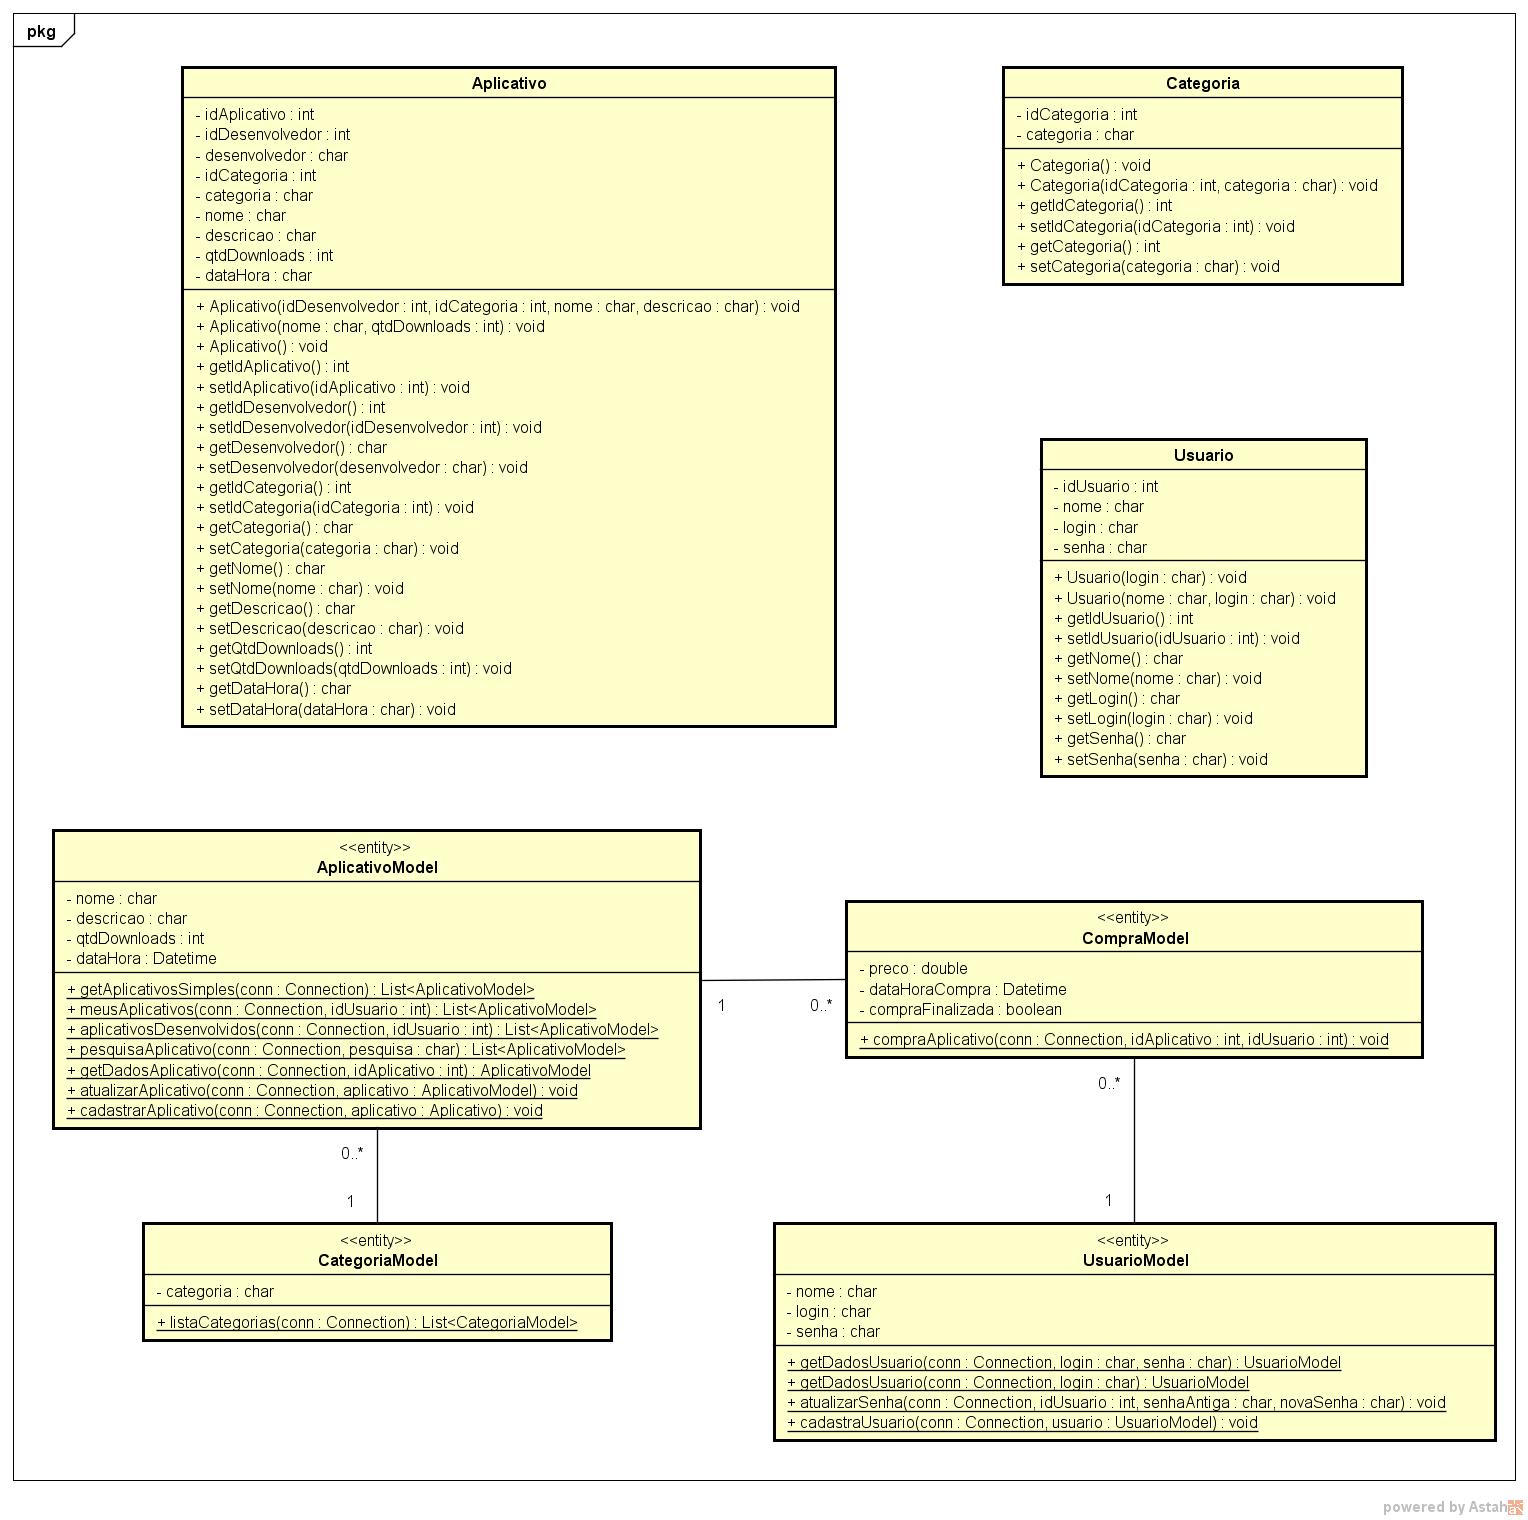 pkg
Aplicativo
- idAplicativo : int
- idDesenvolvedor : int
- desenvolvedor : char
- idCategoria : int
- categoria : char
- nome : char
- descricao : char
- qtdDownloads : int
- dataHora : char
+ Aplicativo(idDesenvolvedor : int, idCategoria : int, nome : char, descricao : char) : void
+ Aplicativo(nome : char, qtdDownloads : int) : void
+ Aplicativo() : void
+ getIdAplicativo() : int
+ setIdAplicativo(idAplicativo : int) : void
+ getIdDesenvolvedor() : int
+ setIdDesenvolvedor(idDesenvolvedor : int) : void
+ getDesenvolvedor() : char
+ setDesenvolvedor(desenvolvedor : char) : void
+ getIdCategoria() : int
+ setIdCategoria(idCategoria : int) : void
+ getCategoria() : char
+ setCategoria(categoria : char) : void
+ getNome() : char
+ setNome(nome : char) : void
+ getDescricao() : char
+ setDescricao(descricao : char) : void
+ getQtdDownloads() : int
+ setQtdDownloads(qtdDownloads : int) : void
+ getDataHora() : char
+ setDataHora(dataHora : char) : void
Categoria
- idCategoria : int
- categoria : char
+ Categoria() : void
+ Categoria(idCategoria : int, categoria : char) : void
+ getIdCategoria() : int
+ setIdCategoria(idCategoria : int) : void
+ getCategoria() : int
+ setCategoria(categoria : char) : void
Usuario
- idUsuario : int
- nome : char
- login : char
- senha : char
+ Usuario(login : char) : void
+ Usuario(nome : char, login : char) : void
+ getIdUsuario() : int
+ setIdUsuario(idUsuario : int) : void
+ getNome() : char
+ setNome(nome : char) : void
+ getLogin() : char
+ setLogin(login : char) : void
+ getSenha() : char
+ setSenha(senha : char) : void
<<entity>>
AplicativoModel
- nome : char
- descricao : char
- qtdDownloads : int
- dataHora : Datetime
+ getAplicativosSimples(conn : Connection) : List<AplicativoModel>
+ meusAplicativos(conn : Connection, idUsuario : int) : List<AplicativoModel>
+ aplicativosDesenvolvidos(conn : Connection, idUsuario : int) : List<AplicativoModel>
+ pesquisaAplicativo(conn : Connection, pesquisa : char) : List<AplicativoModel>
+ getDadosAplicativo(conn : Connection, idAplicativo : int) : AplicativoModel
+ atualizarAplicativo(conn : Connection, aplicativo : AplicativoModel) : void
+ cadastrarAplicativo(conn : Connection, aplicativo : Aplicativo) : void
1
0..*
<<entity>>
CompraModel
- preco : double
- dataHoraCompra : Datetime
- compraFinalizada : boolean
+ compraAplicativo(conn : Connection, idAplicativo : int, idUsuario : int) : void
0..*
1
0..*
1
<<entity>>
CategoriaModel
- categoria : char
+ listaCategorias(conn : Connection) : List<CategoriaModel>
<<entity>>
UsuarioModel
- nome : char
- login : char
- senha : char
+ getDadosUsuario(conn : Connection, login : char, senha : char) : UsuarioModel
+ getDadosUsuario(conn : Connection, login : char) : UsuarioModel
+ atualizarSenha(conn : Connection, idUsuario : int, senhaAntiga : char, novaSenha : char) : void
+ cadastraUsuario(conn : Connection, usuario : UsuarioModel) : void
powered by Astah